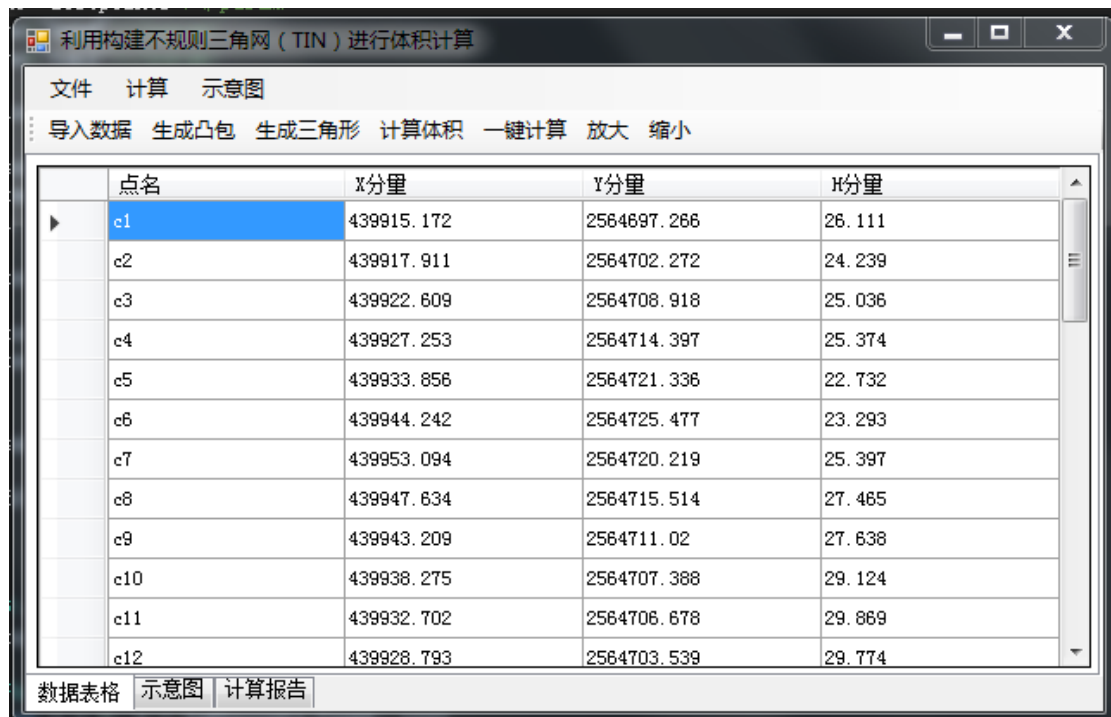 利用构建不规则三角网（TIN）进行体积计算
文件 计算 示意图
导入数据 生成凸包 生成三角形 计算体积 一键计算 放大 缩小
点名 X分量 Y分量 H分量
c1 439915.172 2564697.266 26.111
c2 439917.911 2564702.272 24.239
c3 439922.609 2564708.918 25.036
c4 439927.253 2564714.397 25.374
c5 439933.856 2564721.336 22.732
c6 439944.242 2564725.477 23.293
c7 439953.094 2564720.219 25.397
c8 439947.634 2564715.514 27.465
c9 439943.209 2564711.02 27.638
c10 439938.275 2564707.388 29.124
c11 439932.702 2564706.678 29.869
c12 439928.793 2564703.539 29.774
数据表格 示意图 计算报告